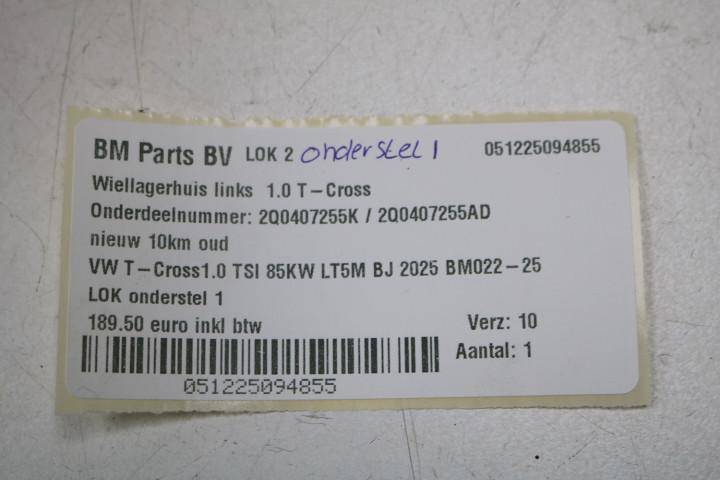 BM Parts BV LOK 2 onderstel 1 051225094855
Wiellagerhuis links 1.0 T-Cross
Onderdeelnummer: 2Q0407255K / 2Q0407255AD
nieuw 10km oud
VW T-Cross1.0 TSI 85KW LT5M BJ 2025 BM022-25
LOK onderstel 1
189.50 euro inkl btw Verz: 10
Aantal: 1
051225094855